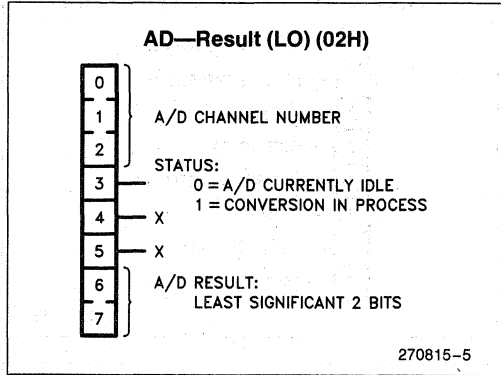 AD—Result (LO) (02H)
0
1
2
A/D CHANNEL NUMBER
STATUS:
3
0 = A/D CURRENTLY IDLE
1 = CONVERSION IN PROCESS
4 X
5 X
6
A/D RESULT:
LEAST SIGNIFICANT 2 BITS
7
270815-5